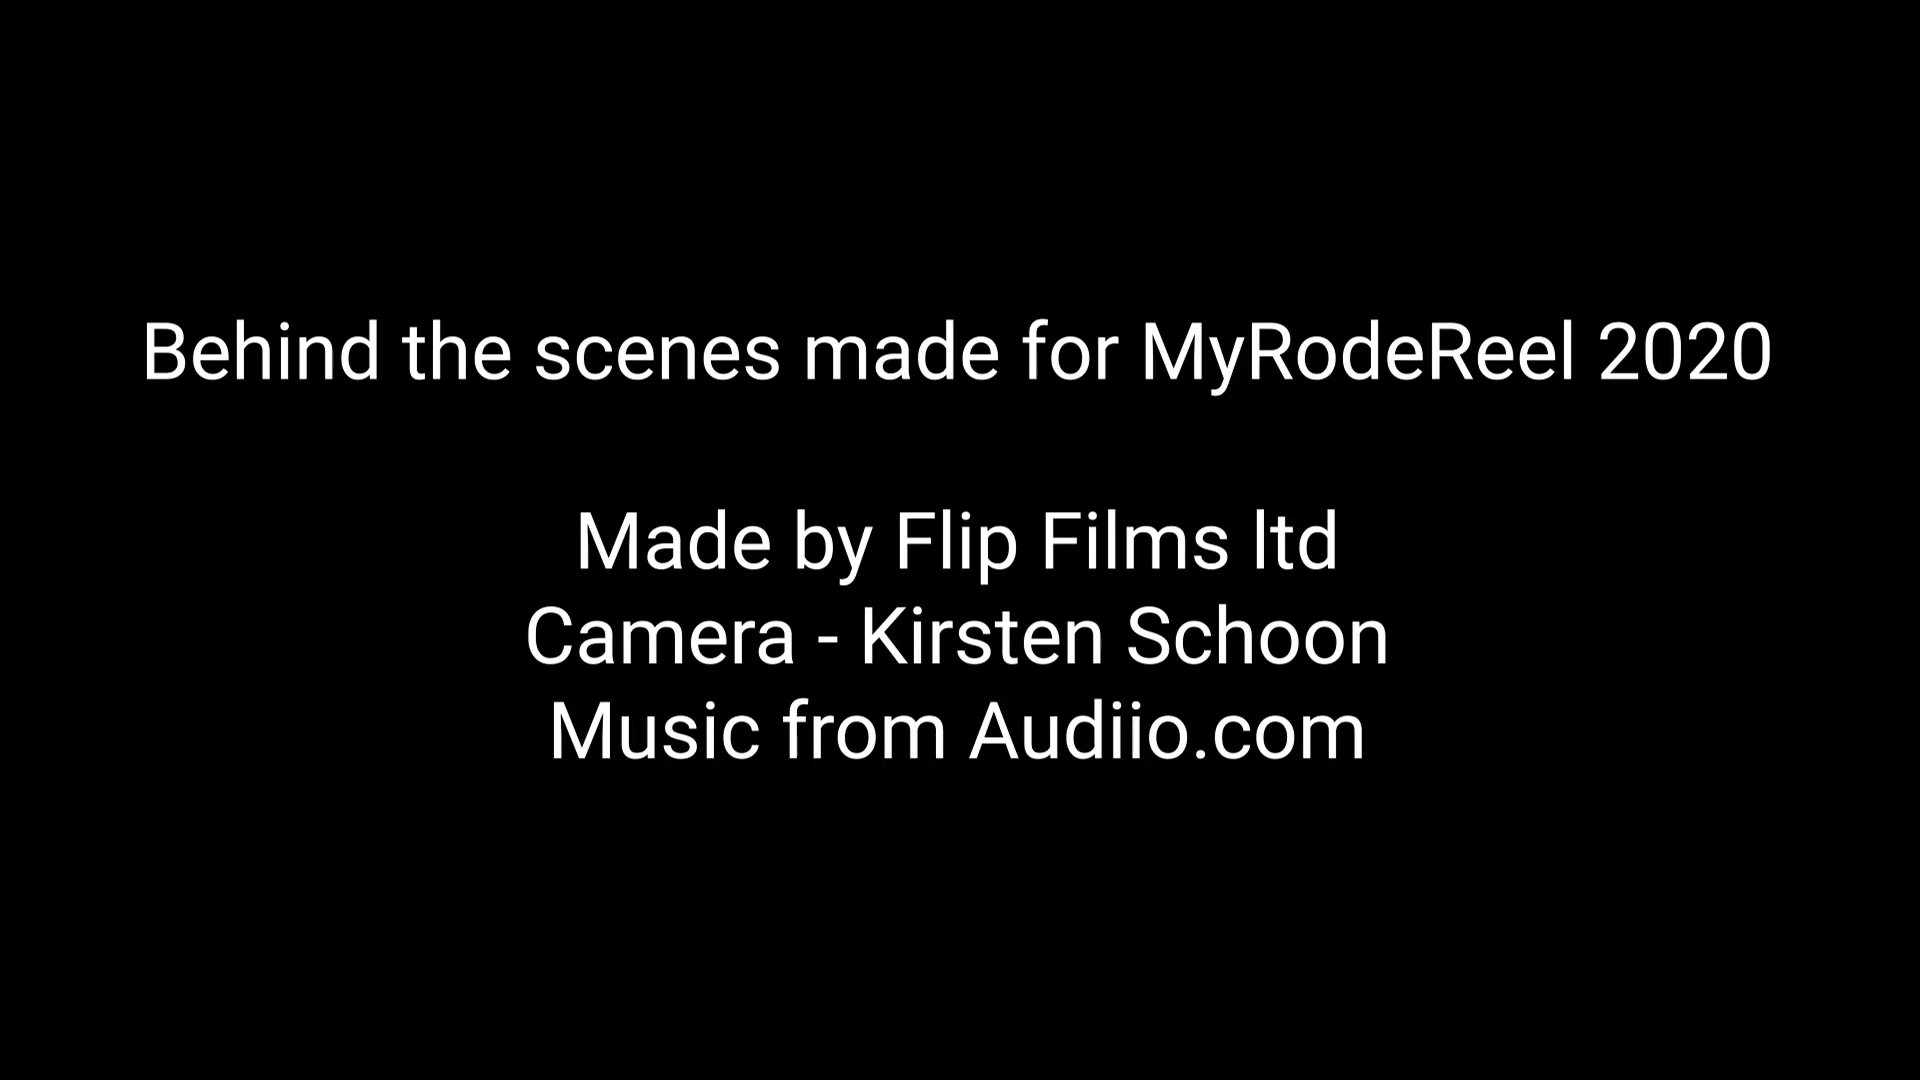 Behind the scenes made for MyRodeReel 2020
Made by Flip Films ltd
Camera - Kirsten Schoon
Music from Audiio.com